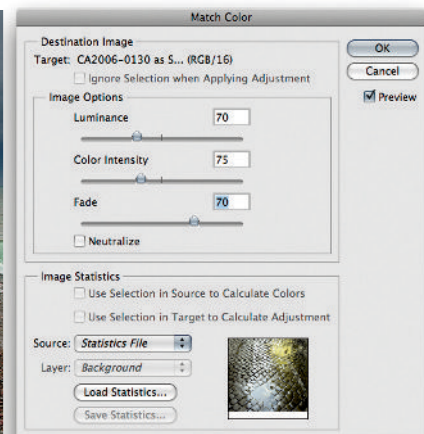 Match Color
Destination Image
Target: CA2006-0130 as S... (RGB/16)
Ignore Selection when Applying Adjustment
Image Options
Luminance 70
Color Intensity 75
Fade 70
Neutralize
OK
Cancel
Preview
Image Statistics
Use Selection in Source to Calculate Colors
Use Selection in Target to Calculate Adjustment
Source: Statistics File
Layer: Background
Load Statistics...
Save Statistics...